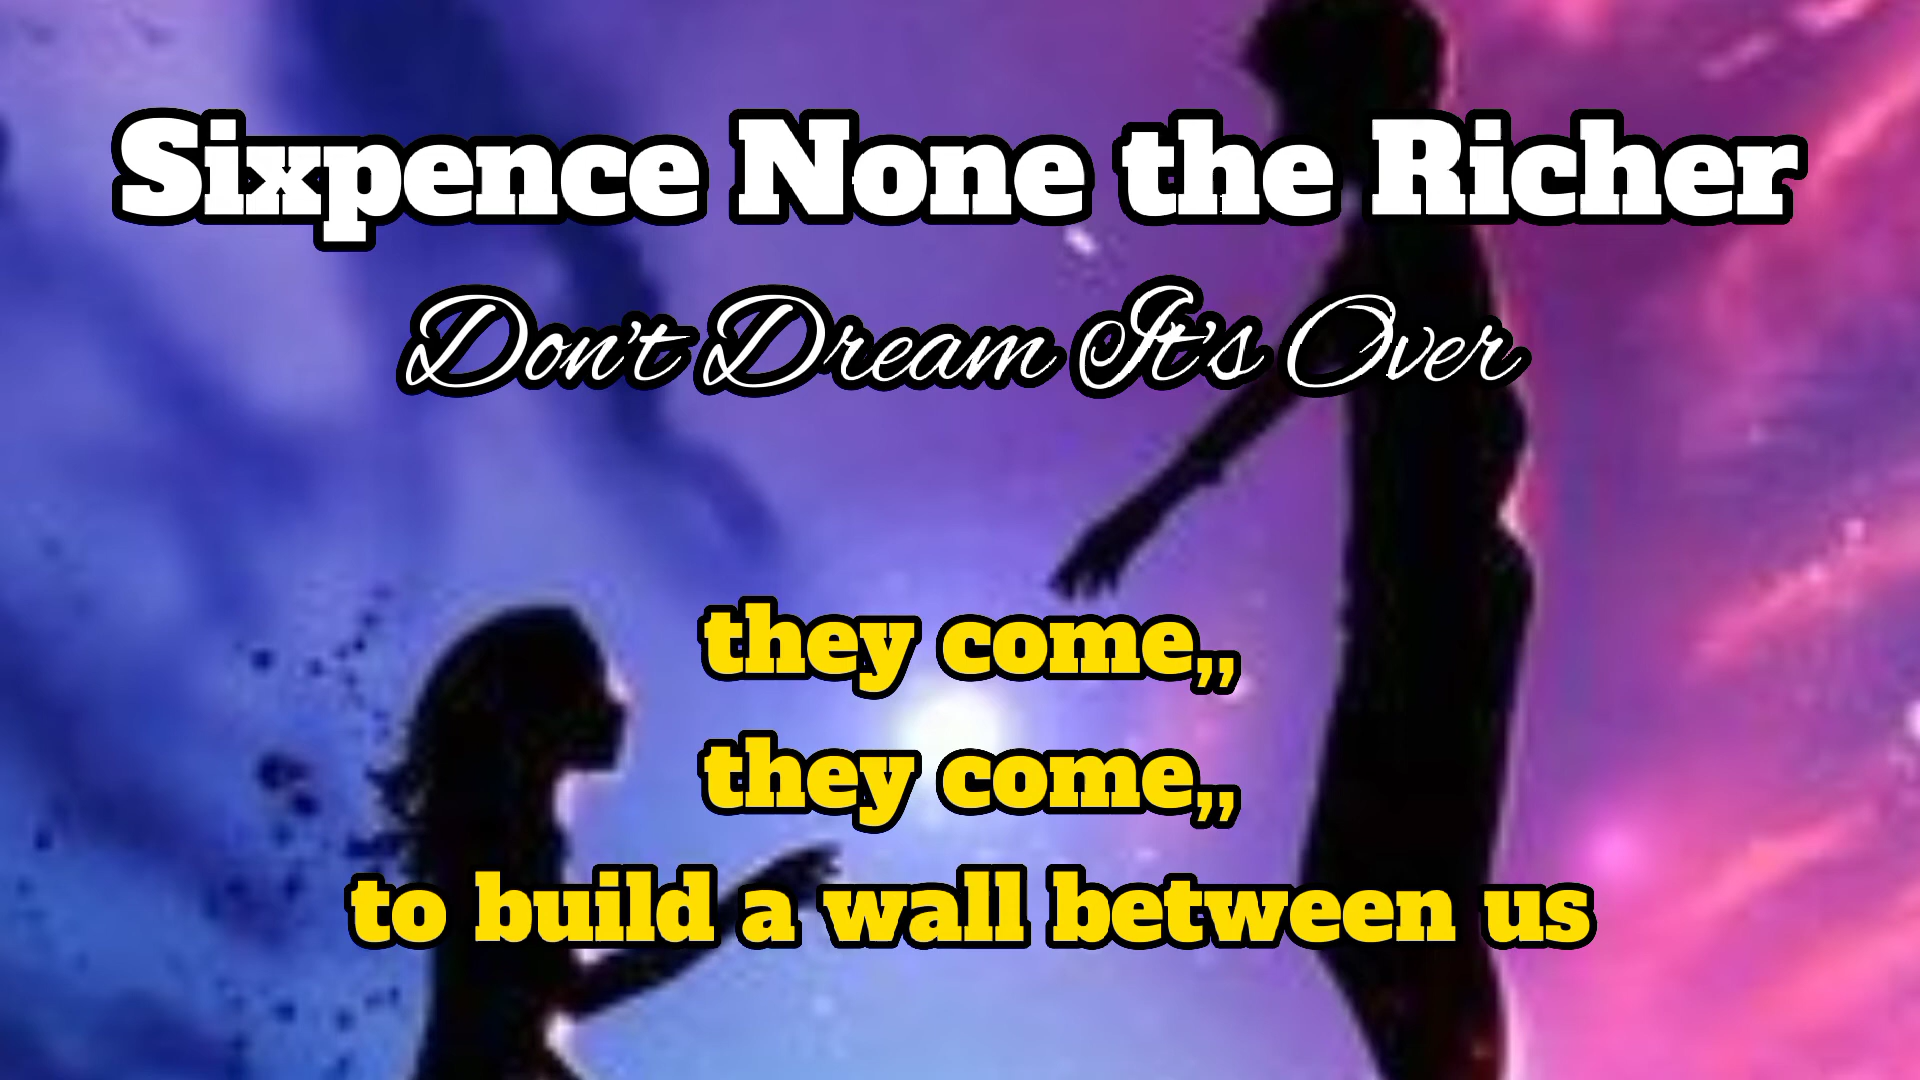 Sixpence None the Richer
Don't Dream It's Over
they come,,
they come,,
to build a wall between us